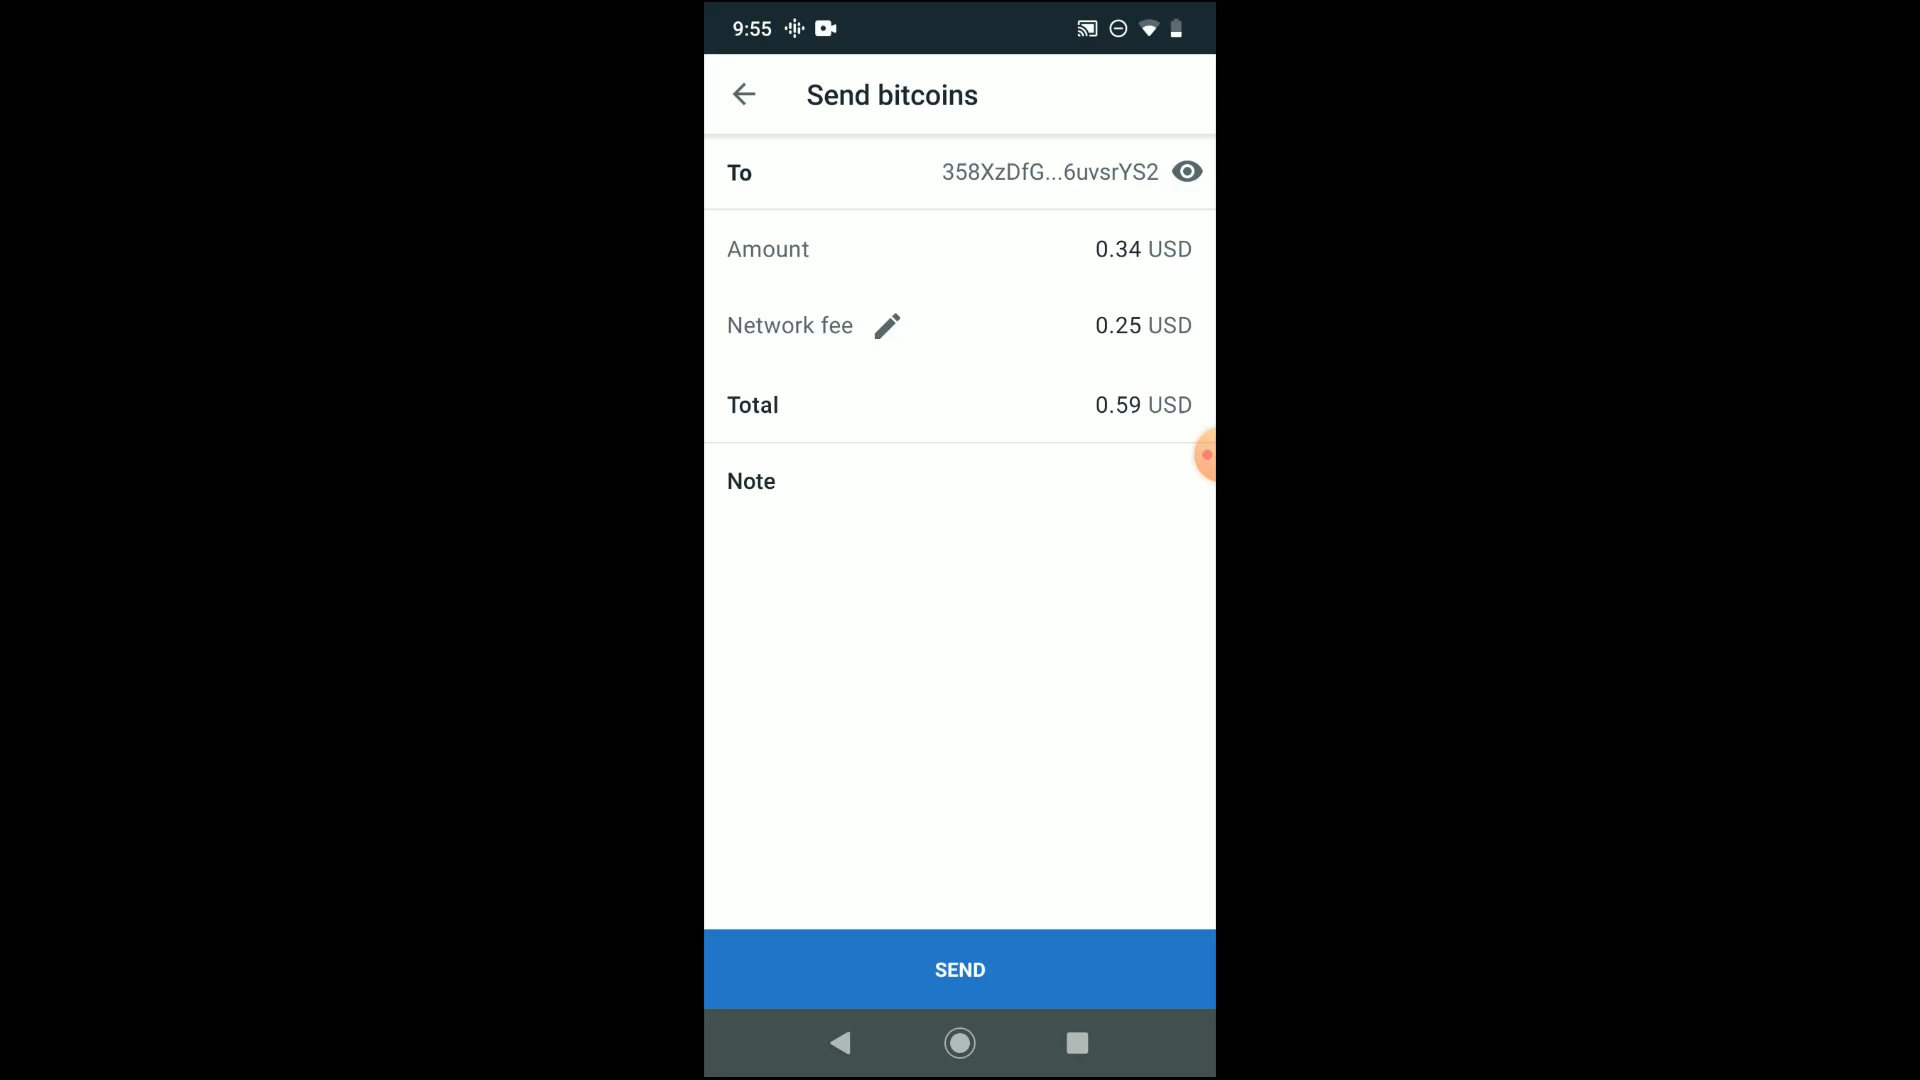 9:55
Send bitcoins
To 358XzDfG...6uvsrYS2
Amount 0.34 USD
Network fee 0.25 USD
Total 0.59 USD
Note
SEND